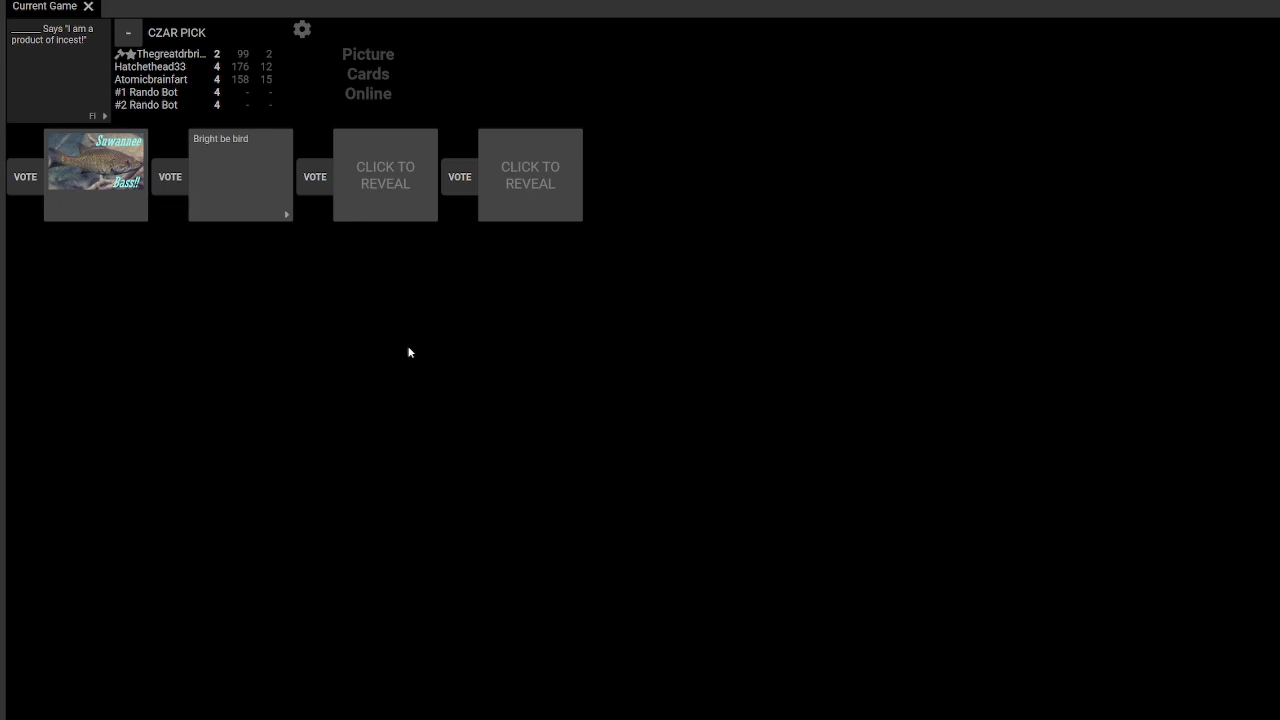 Current Game
_____ Says "I am a
product of incest!"
FI
-
CZAR PICK
Thegreatdrbri... 2 99 2
Hatchethead33 4 176 12
Atomicbrainfart 4 158 15
#1 Rando Bot 4 - -
#2 Rando Bot 4 - -
Picture
Cards
Online
VOTE
Suwannee
Bass!!
VOTE
Bright be bird
VOTE
CLICK TO
REVEAL
VOTE
CLICK TO
REVEAL